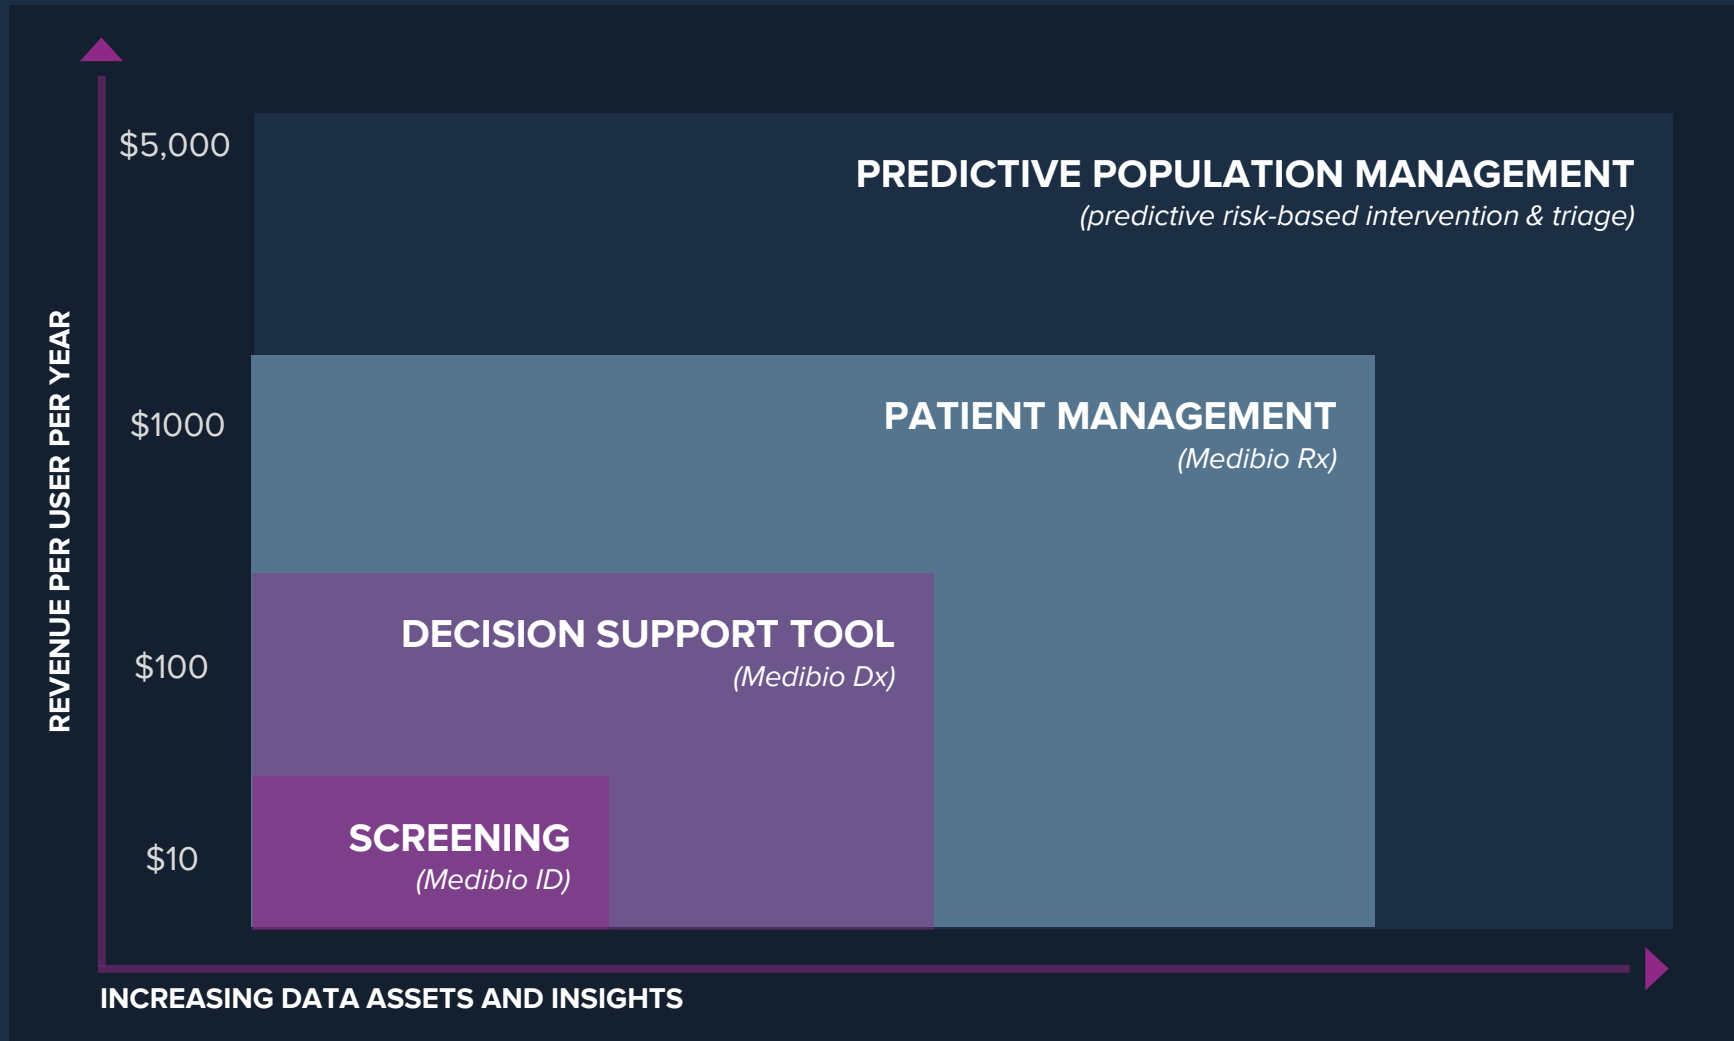 REVENUE PER USER PER YEAR
$5,000
PREDICTIVE POPULATION MANAGEMENT
(predictive risk-based intervention & triage)
$1000
PATIENT MANAGEMENT
(Medibio Rx)
$100
DECISION SUPPORT TOOL
(Medibio Dx)
$10
SCREENING
(Medibio ID)
INCREASING DATA ASSETS AND INSIGHTS